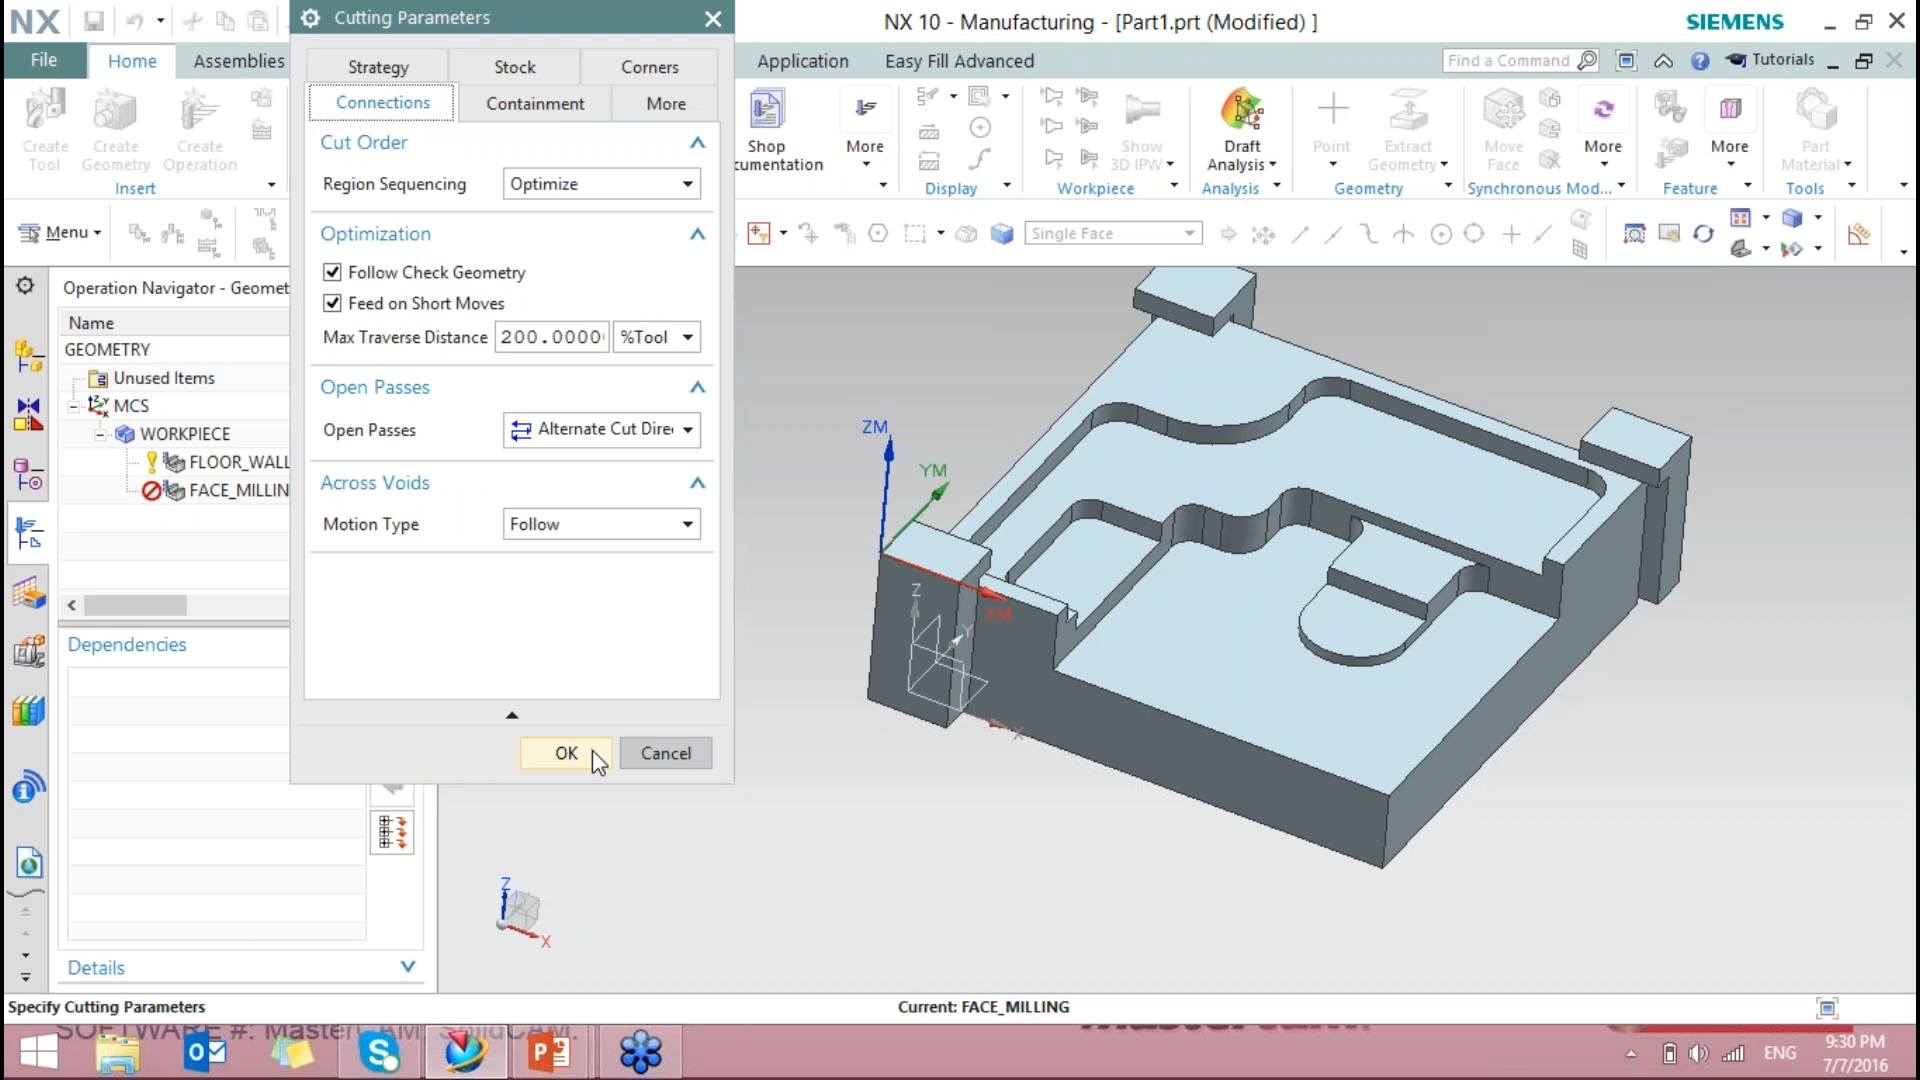 NX
Cutting Parameters
NX 10 - Manufacturing - [Part1.prt (Modified) ]
SIEMENS
File
Home
Assemblies
Application
Easy Fill Advanced
Find a Command
Tutorials
Strategy
Stock
Corners
Connections
Containment
More
Cut Order
Region Sequencing
Optimize
Optimization
Follow Check Geometry
Feed on Short Moves
Max Traverse Distance
200.0000
%Tool
Open Passes
Open Passes
Alternate Cut Dire
Across Voids
Motion Type
Follow
OK
Cancel
Create Tool
Create Geometry
Create Operation
Insert
Shop
cumentation
More
Display
Show 3D IPW
Workpiece
Draft Analysis
Analysis
Point
Extract Geometry
Geometry
Move Face
More
Synchronous Mod...
More
Feature
Part Material
Tools
Menu
Single Face
Operation Navigator - Geomet
Name
GEOMETRY
Unused Items
MCS
WORKPIECE
FLOOR_WALL
FACE_MILLIN
Dependencies
Details
ZM
YM
XM
Z
Y
X
Z
X
Specify Cutting Parameters
Current: FACE_MILLING
SOFTWARE #: MasterCAM, SolidCAM.
ENG
9:30 PM
7/7/2016